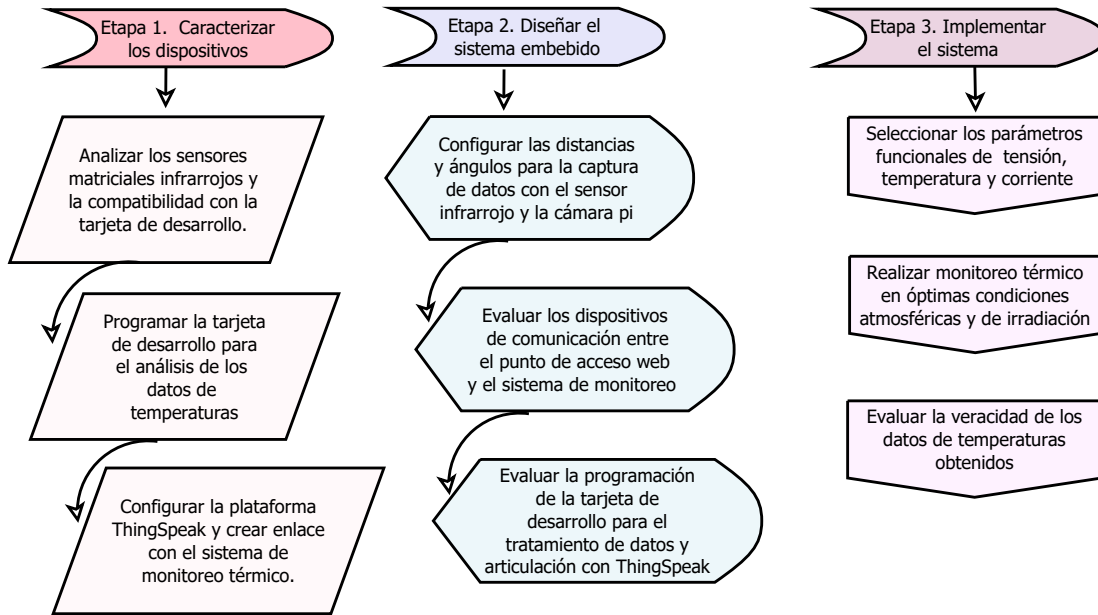 Etapa 1.  Caracterizar
los dispositivos
Analizar los sensores
matriciales infrarrojos y
la compatibilidad con la
tarjeta de desarrollo.
Programar la tarjeta
de desarrollo para
el análisis de los
datos de
temperaturas
Configurar la plataforma
ThingSpeak y crear enlace
con el sistema de
monitoreo térmico.
Etapa 2. Diseñar el
sistema embebido
Configurar las distancias
y ángulos para la captura
de datos con el sensor
infrarrojo y la cámara pi
Evaluar los dispositivos
de comunicación entre
el punto de acceso web
y el sistema de monitoreo
Evaluar la programación
de la tarjeta de
desarrollo para el
tratamiento de datos y
articulación con ThingSpeak
Etapa 3. Implementar
el sistema
Seleccionar los parámetros
funcionales de  tensión,
temperatura y corriente
Realizar monitoreo térmico
en óptimas condiciones
atmosféricas y de irradiación
Evaluar la veracidad de los
datos de temperaturas
obtenidos